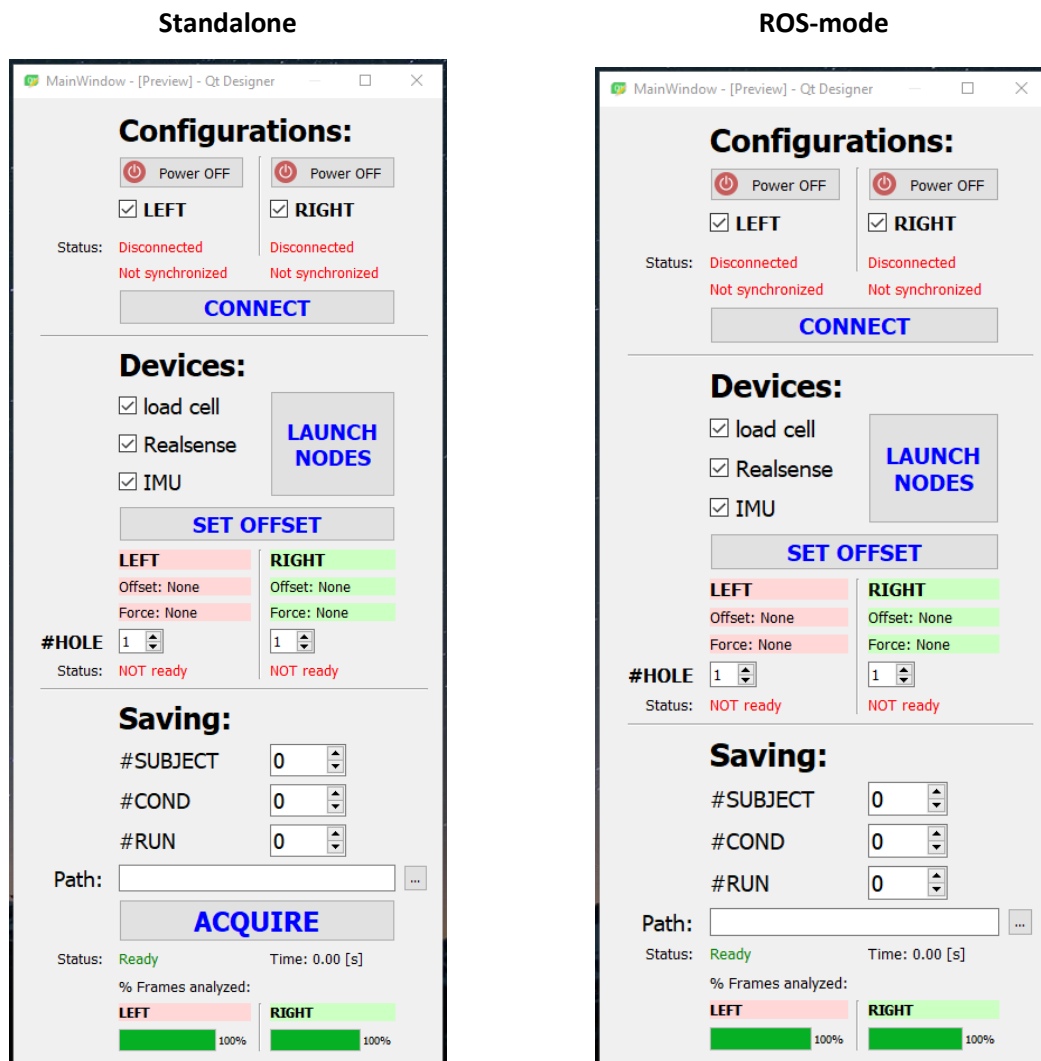 Standalone
MainWindow - [Preview] - Qt Designer
Configurations:
Power OFF Power OFF
LEFT RIGHT
Status: Disconnected Disconnected
Not synchronized Not synchronized
CONNECT
Devices:
load cell
Realsense
IMU
LAUNCH
NODES
SET OFFSET
LEFT RIGHT
Offset: None Offset: None
Force: None Force: None
#HOLE 1 1
Status: NOT ready NOT ready
Saving:
#SUBJECT 0
#COND 0
#RUN 0
Path: ...
ACQUIRE
Status: Ready Time: 0.00 [s]
% Frames analyzed:
LEFT RIGHT
100% 100%
ROS-mode
MainWindow - [Preview] - Qt Designer
Configurations:
Power OFF Power OFF
LEFT RIGHT
Status: Disconnected Disconnected
Not synchronized Not synchronized
CONNECT
Devices:
load cell
Realsense
IMU
LAUNCH
NODES
SET OFFSET
LEFT RIGHT
Offset: None Offset: None
Force: None Force: None
#HOLE 1 1
Status: NOT ready NOT ready
Saving:
#SUBJECT 0
#COND 0
#RUN 0
Path: ...
Status: Ready Time: 0.00 [s]
% Frames analyzed:
LEFT RIGHT
100% 100%